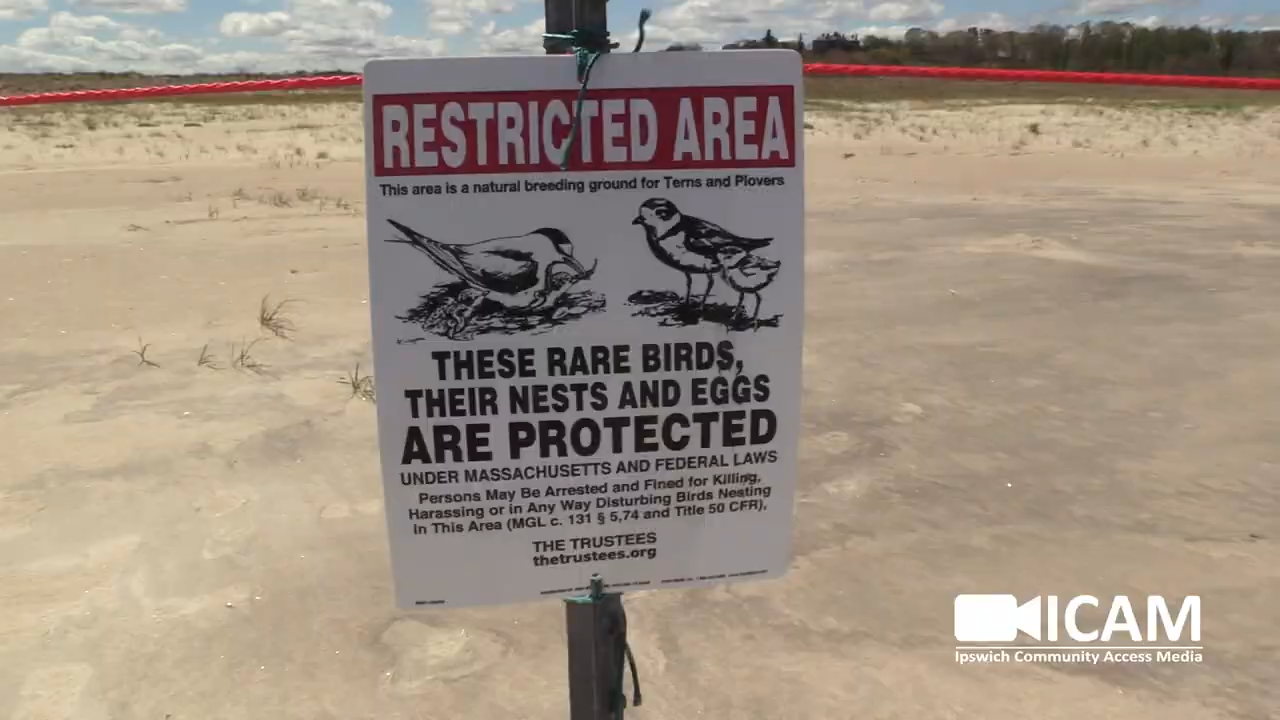 RESTRICTED AREA
This area is a natural breeding ground for Terns and Plovers
THESE RARE BIRDS,
THEIR NESTS AND EGGS
ARE PROTECTED
UNDER MASSACHUSETTS AND FEDERAL LAWS
Persons May Be Arrested and Fined for Killing,
Harassing or in Any Way Disturbing Birds Nesting
in This Area (MGL c. 131 § 5,74 and Title 50 CFR),
THE TRUSTEES
thetrustees.org
ICAM
Ipswich Community Access Media